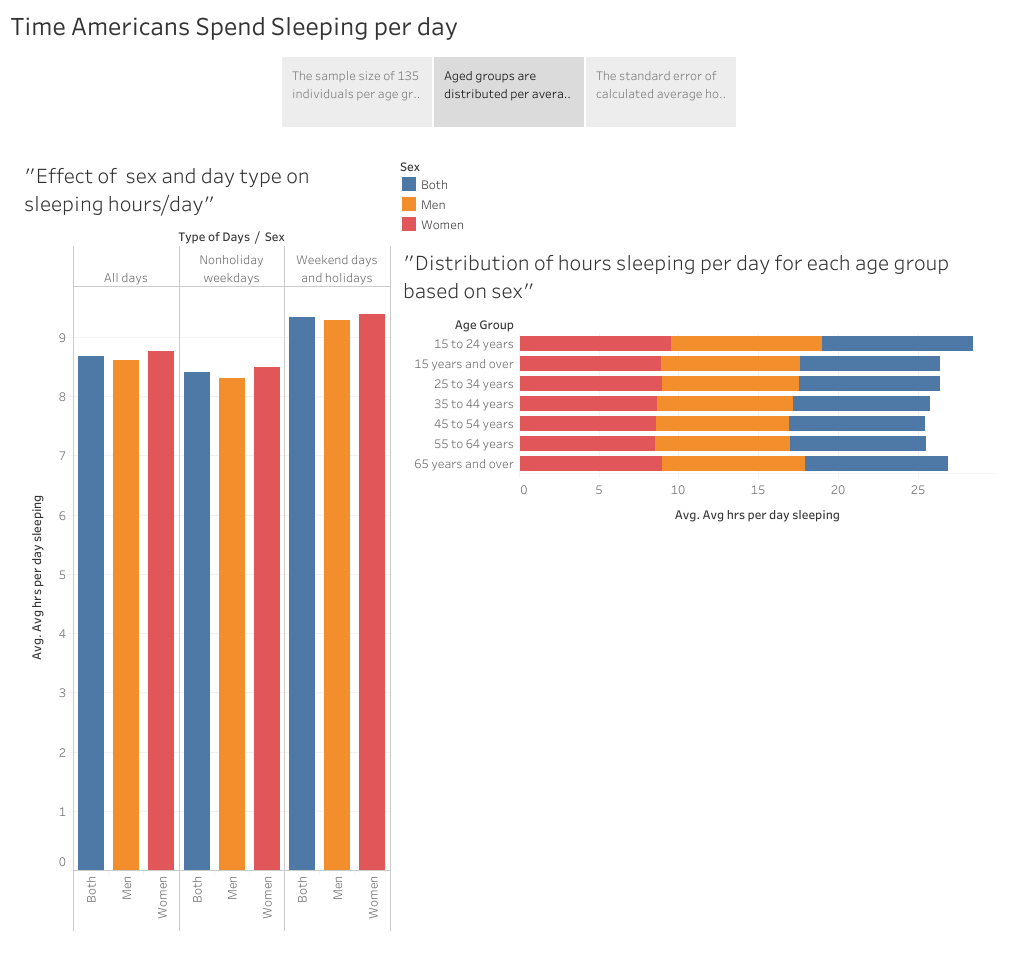 Time Americans Spend Sleeping per day
The sample size of 135
individuals per age gr..
Aged groups are
distributed per avera..
The standard error of
calculated average ho..
"Effect of  sex and day type on
sleeping hours/day"
Type of Days / Sex
All days
Nonholiday
weekdays
Weekend days
and holidays
Avg. Avg hrs per day sleeping
9
8
7
6
5
4
3
2
1
0
Both
Men
Women
Both
Men
Women
Both
Men
Women
Sex
Both
Men
Women
"Distribution of hours sleeping per day for each age group
based on sex"
Age Group
15 to 24 years
15 years and over
25 to 34 years
35 to 44 years
45 to 54 years
55 to 64 years
65 years and over
0 5 10 15 20 25
Avg. Avg hrs per day sleeping